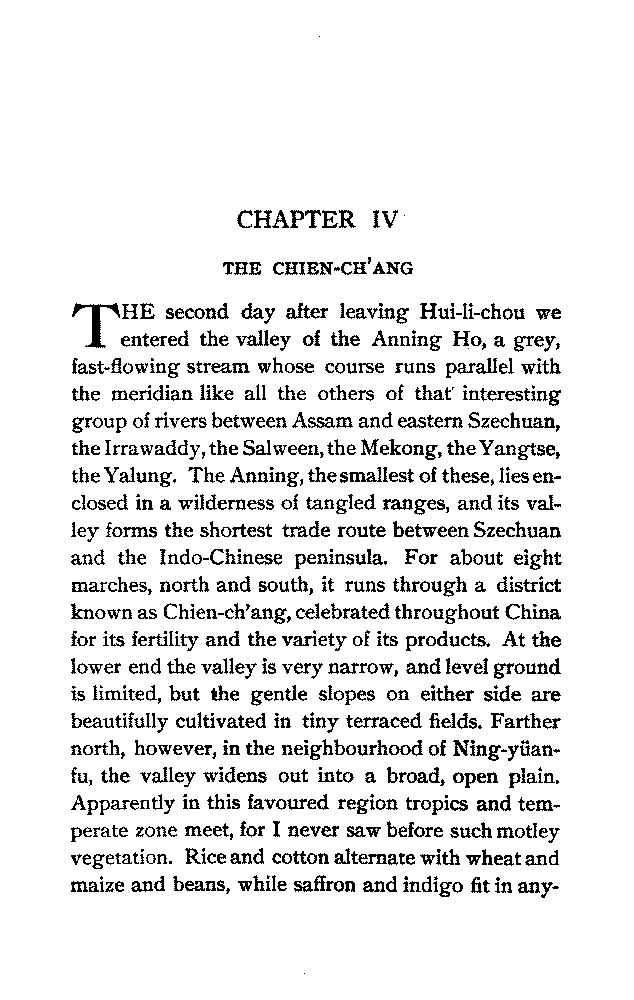 CHAPTER IV
THE CHIEN-CH'ANG
THE second day after leaving Hui-li-chou we
entered the valley of the Anning Ho, a grey,
fast-flowing stream whose course runs parallel with
the meridian like all the others of that interesting
group of rivers between Assam and eastern Szechuan,
the Irrawaddy, the Salween, the Mekong, the Yangtse,
the Yalung. The Anning, the smallest of these, lies en-
closed in a wilderness of tangled ranges, and its val-
ley forms the shortest trade route between Szechuan
and the Indo-Chinese peninsula. For about eight
marches, north and south, it runs through a district
known as Chien-ch'ang, celebrated throughout China
for its fertility and the variety of its products. At the
lower end the valley is very narrow, and level ground
is limited, but the gentle slopes on either side are
beautifully cultivated in tiny terraced fields. Farther
north, however, in the neighbourhood of Ning-yüan-
fu, the valley widens out into a broad, open plain.
Apparently in this favoured region tropics and tem-
perate zone meet, for I never saw before such motley
vegetation. Rice and cotton alternate with wheat and
maize and beans, while saffron and indigo fit in any-